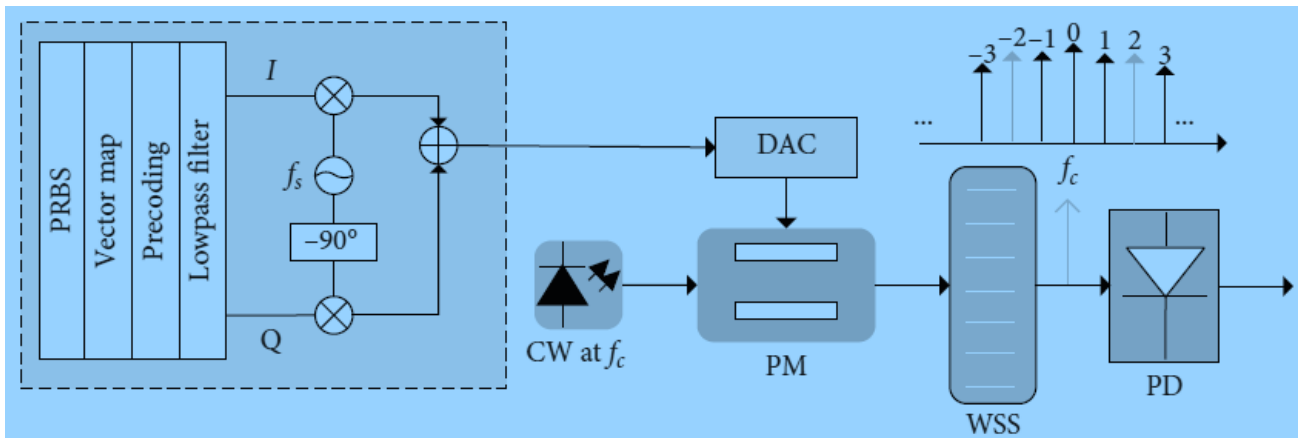 PRBS
Vector map
Precoding
Lowpass filter
I
f_s
–90°
Q
DAC
CW at f_c
PM
–3 –2 –1 0 1 2 3
... ...
f_c
WSS
PD